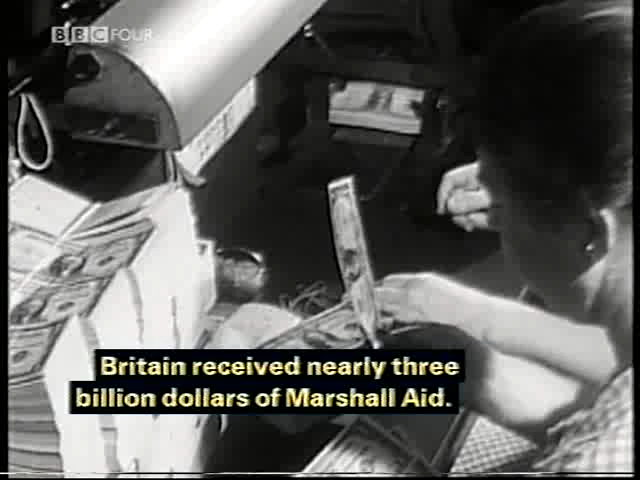 BBC FOUR
Britain received nearly three
billion dollars of Marshall Aid.